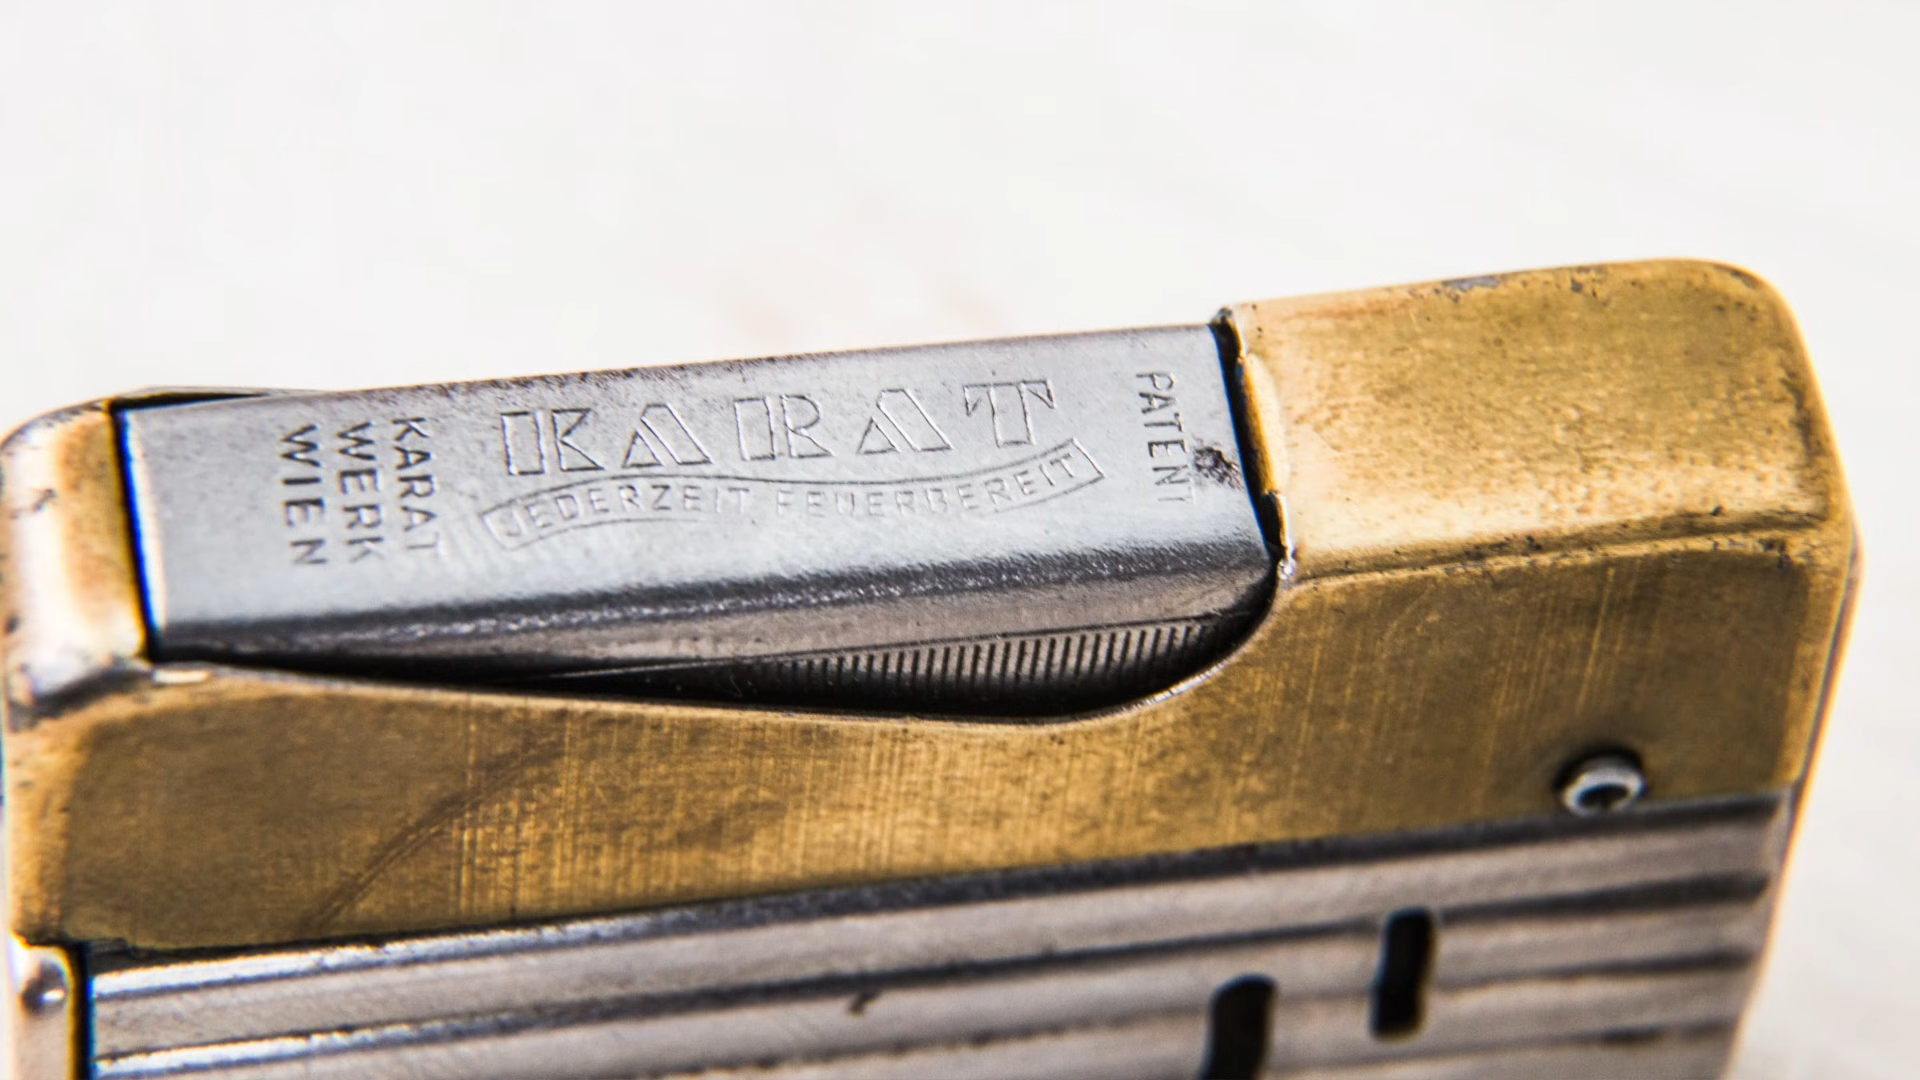 KARAT
WERK
WIEN
KARAT
JEDERZEIT FEUERBEREIT
PATENT